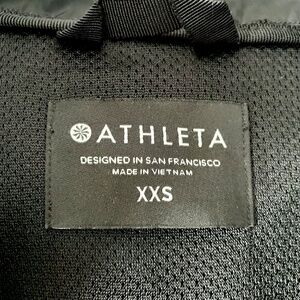 ATHLETA
DESIGNED IN SAN FRANCISCO
MADE IN VIETNAM
XXS